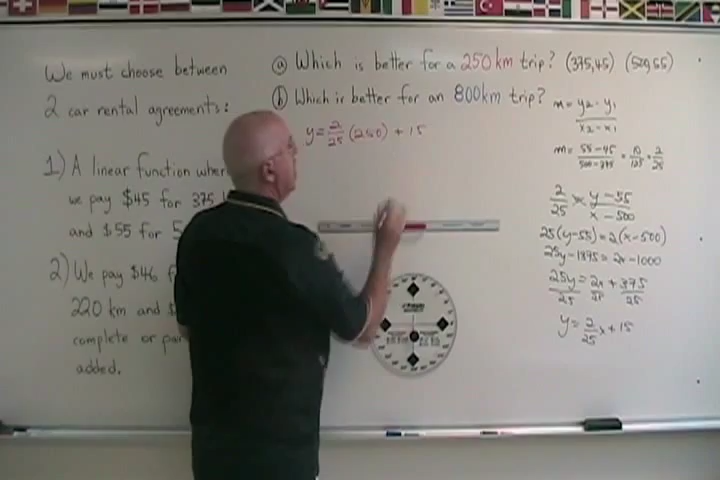 We must choose between
2 car rental agreements:
1) A linear function wher
we pay $45 for 375
and $55 for 5
2) We pay $46
220 km and $
complete or par
added.
a Which is better for a 250 km trip? (375,45) (500,55)
b Which is better for an 800km trip?
y = 2/25 (250) + 15
m = y2 - y1 / x2 - x1
m = 55-45 / 500-375 = 10/125 = 2/25
2/25 = y-55 / x-500
25(y-55) = 2(x-500)
25y-1375 = 2x-1000
25y/25 = 2x/25 + 375/25
y = 2/25 x + 15